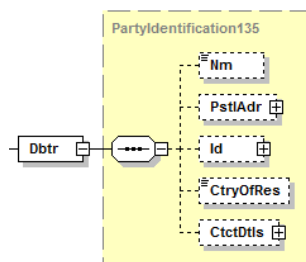 PartyIdentification135
Nm
PstlAdr
Dbtr
Id
CtryOfRes
CtctDtls